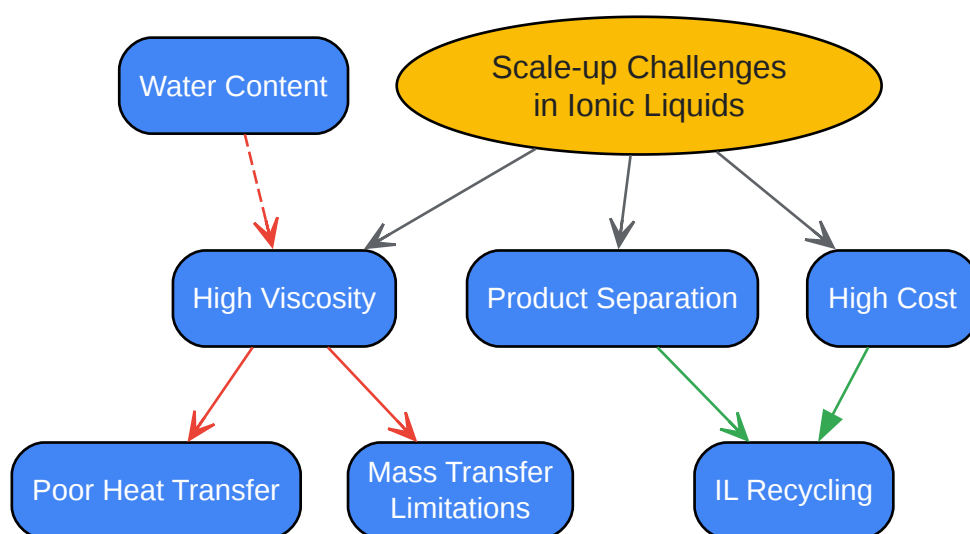 Water Content
Scale-up Challenges
in Ionic Liquids
High Viscosity
Product Separation
High Cost
Poor Heat Transfer
Mass Transfer
Limitations
IL Recycling